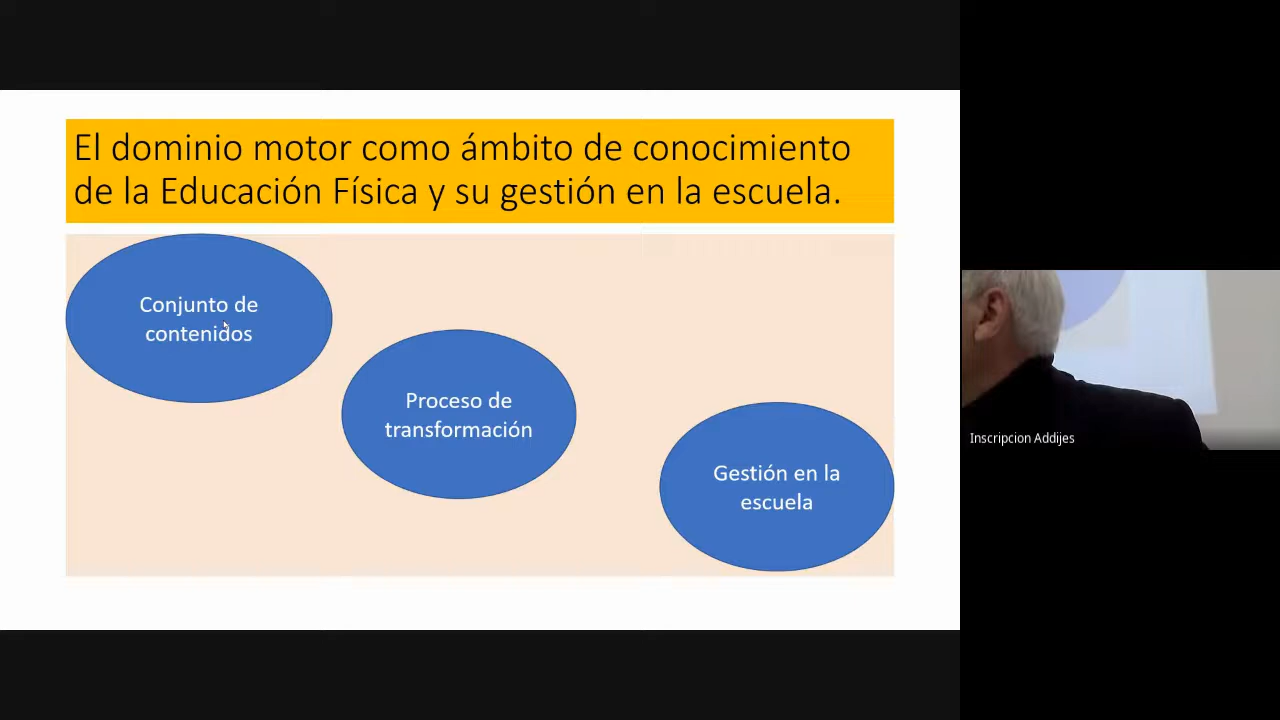 El dominio motor como ámbito de conocimiento
de la Educación Física y su gestión en la escuela.
Conjunto de
contenidos
Proceso de
transformación
Gestión en la
escuela
Inscripcion Addijes